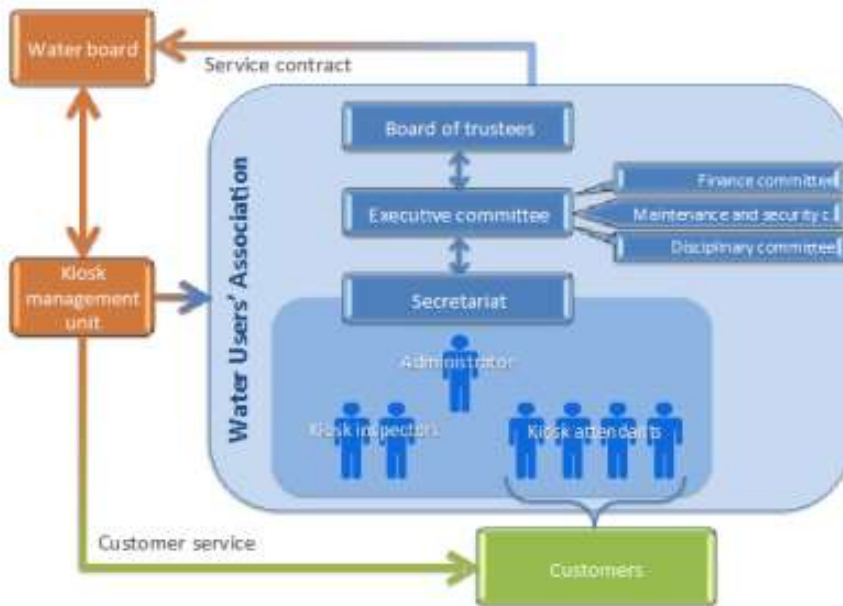 Water board
Service contract
Board of trustees
Executive committee
Finance committee
Maintenance and security c.
Disciplinary committee
Kiosk
management
unit
Water Users' Association
Secretariat
Administrator
Kiosk inspectors
Kiosk attendants
Customer service
Customers